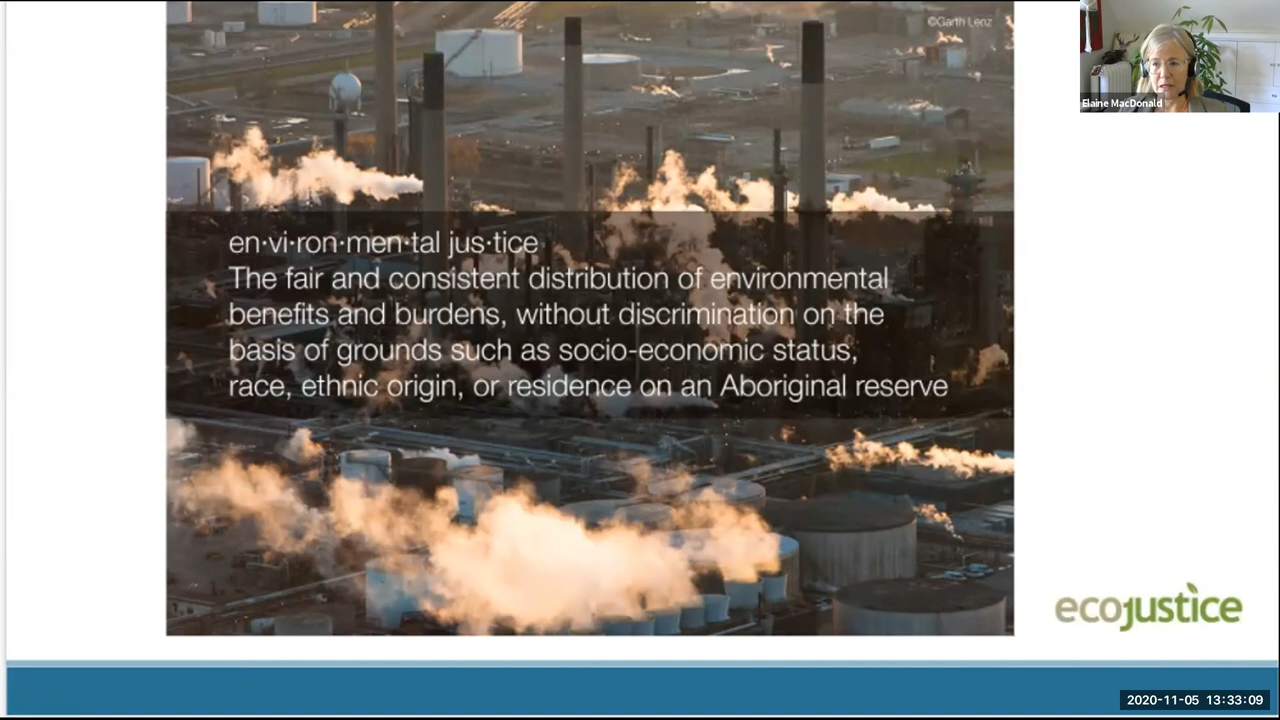 ©Garth Lenz
Elaine MacDonald
en·vi·ron·men·tal jus·tice
The fair and consistent distribution of environmental
benefits and burdens, without discrimination on the
basis of grounds such as socio-economic status,
race, ethnic origin, or residence on an Aboriginal reserve
ecojustice
2020-11-05 13:33:09